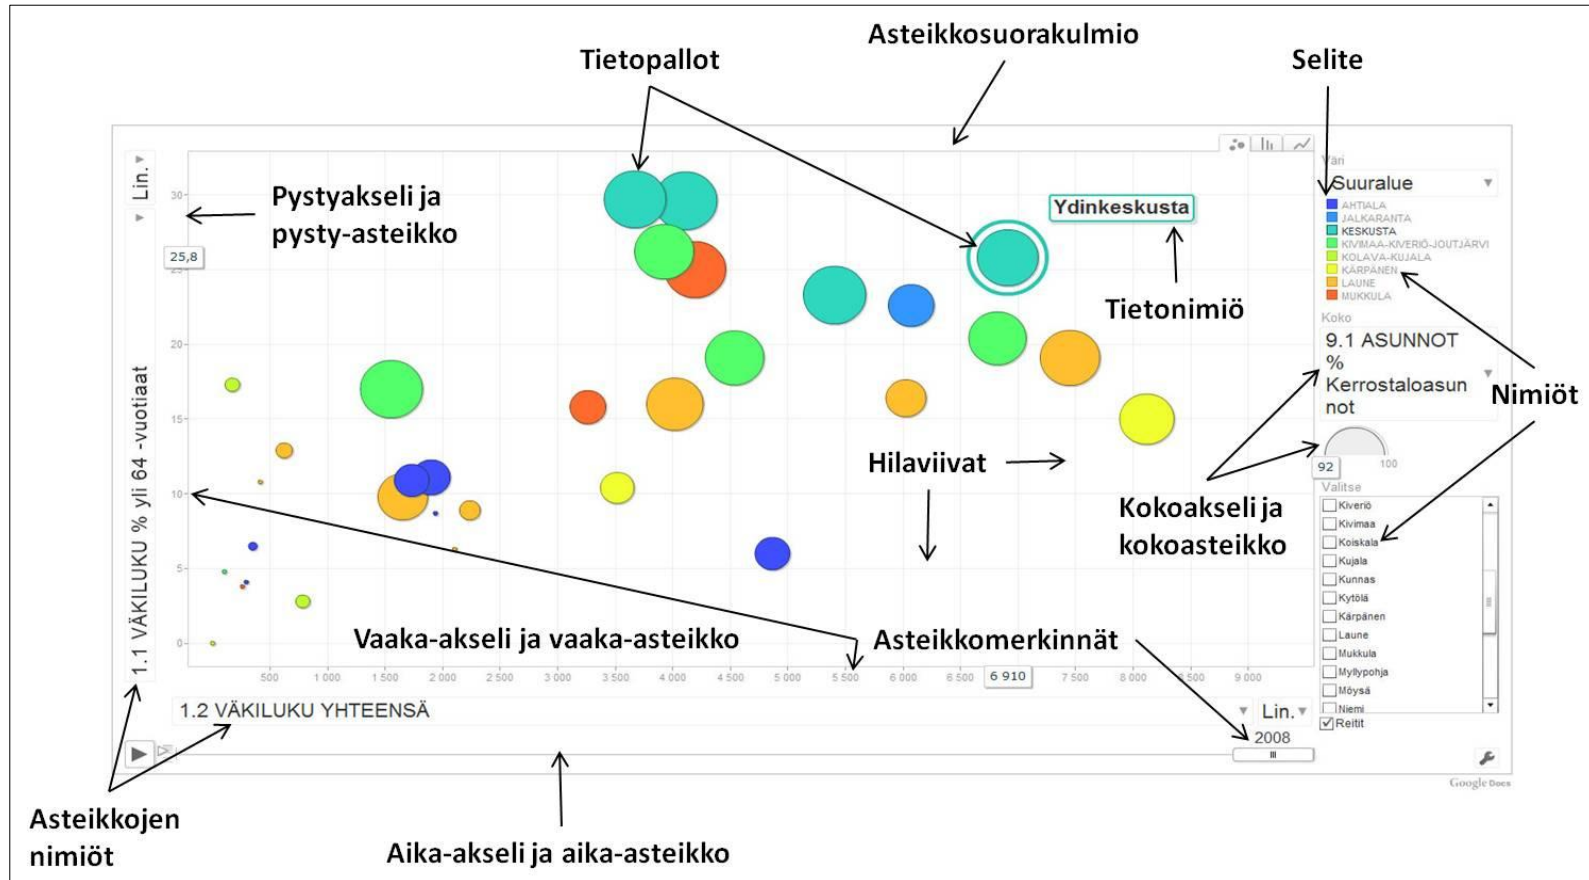 Asteikkosuorakulmio
Tietopallot
Selite
Väri
Suuralue
AHTIALA
JALKARANTA
KESKUSTA
KIVIMAA-KIVERIÖ-JOUTJÄRVI
KOLAVA-KUJALA
KÄRPÄNEN
LAUNE
MUKKULA
Lin.
Pystyakseli ja
pysty-asteikko
Ydinkeskusta
Tietonimiö
30
25,8
25
20
15
10
5
0
1.1 VÄKILUKU % yli 64 -vuotiaat
Koko
9.1 ASUNNOT
%
Kerrostaloasun
not
Nimiöt
92
100
Hilaviivat
Kokoakseli ja
kokoasteikko
Valitse
Kiveriö
Kivimaa
Koiskala
Kujala
Kunnas
Kytölä
Kärpänen
Laune
Mukkula
Myllypohja
Möysä
Niemi
Reitit
Vaaka-akseli ja vaaka-asteikko
Asteikkomerkinnät
500 1 000 1 500 2 000 2 500 3 000 3 500 4 000 4 500 5 000 5 500 6 000 6 500 6 910 7 500 8 000 8 500 9 000
1.2 VÄKILUKU YHTEENSÄ
Lin.
2008
Google Docs
Asteikkojen
nimiöt
Aika-akseli ja aika-asteikko